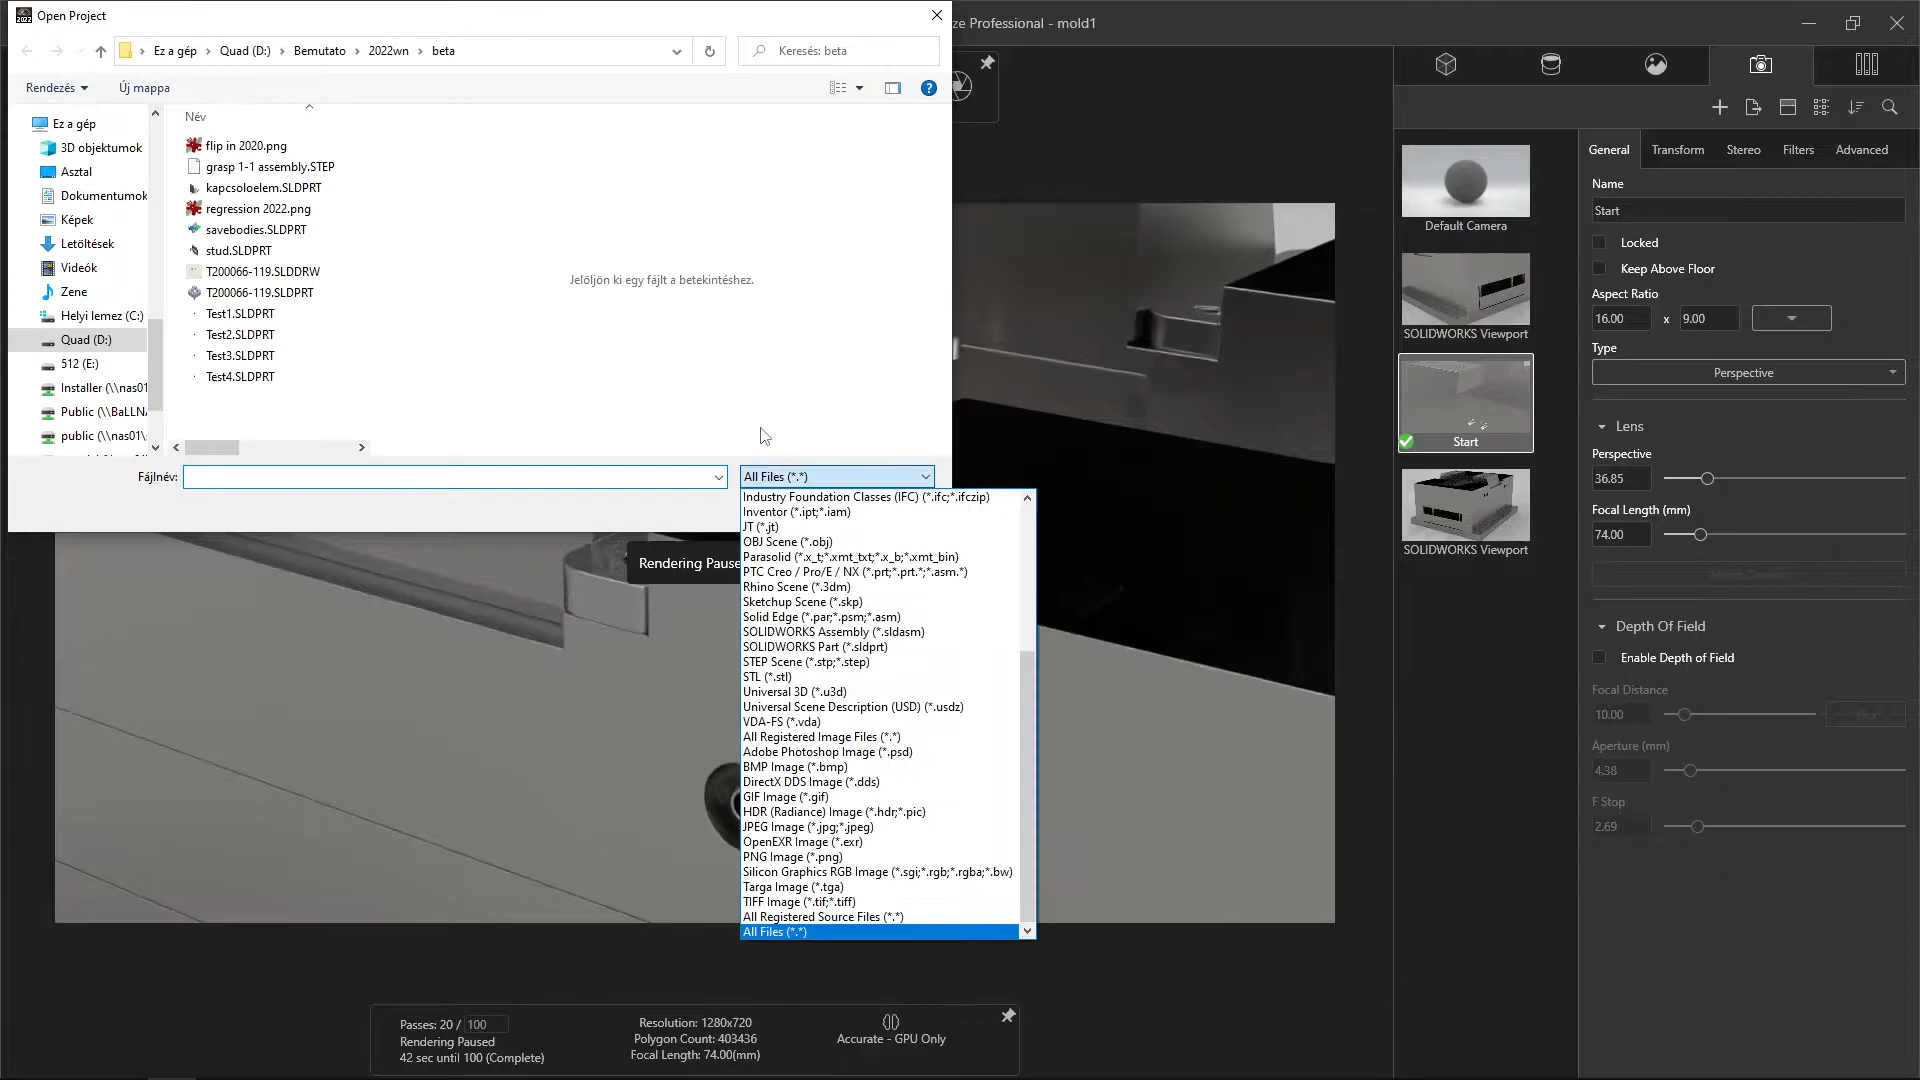 Open Project
ze Professional - mold1
Ez a gép › Quad (D:) › Bemutato › 2022wn › beta
Keresés: beta
Rendezés
Új mappa
Ez a gép
3D objektumok
Asztal
Dokumentumok
Képek
Letöltések
Videók
Zene
Helyi lemez (C:)
Quad (D:)
512 (E:)
Installer (\\nas01
Public (\\BaLLNA
public (\\nas01\
Név
flip in 2020.png
grasp 1-1 assembly.STEP
kapcsoloelem.SLDPRT
regression 2022.png
savebodies.SLDPRT
stud.SLDPRT
T200066-119.SLDDRW
T200066-119.SLDPRT
Test1.SLDPRT
Test2.SLDPRT
Test3.SLDPRT
Test4.SLDPRT
Jelöljön ki egy fájlt a betekintéshez.
Fájlnév:
All Files (*.*)
Industry Foundation Classes (IFC) (*.ifc;*.ifczip)
Inventor (*.ipt;*.iam)
JT (*.jt)
OBJ Scene (*.obj)
Parasolid (*.x_t;*.xmt_txt;*.x_b;*.xmt_bin)
PTC Creo / Pro/E / NX (*.prt;*.prt.*;*.asm.*)
Rhino Scene (*.3dm)
Sketchup Scene (*.skp)
Solid Edge (*.par;*.psm;*.asm)
SOLIDWORKS Assembly (*.sldasm)
SOLIDWORKS Part (*.sldprt)
STEP Scene (*.stp;*.step)
STL (*.stl)
Universal 3D (*.u3d)
Universal Scene Description (USD) (*.usdz)
VDA-FS (*.vda)
All Registered Image Files (*.*)
Adobe Photoshop Image (*.psd)
BMP Image (*.bmp)
DirectX DDS Image (*.dds)
GIF Image (*.gif)
HDR (Radiance) Image (*.hdr;*.pic)
JPEG Image (*.jpg;*.jpeg)
OpenEXR Image (*.exr)
PNG Image (*.png)
Silicon Graphics RGB Image (*.sgi;*.rgb;*.rgba;*.bw)
Targa Image (*.tga)
TIFF Image (*.tif;*.tiff)
All Registered Source Files (*.*)
All Files (*.*)
Rendering Pause
Passes: 20 / 100
Rendering Paused
42 sec until 100 (Complete)
Resolution: 1280x720
Polygon Count: 403436
Focal Length: 74.00(mm)
Accurate - GPU Only
Default Camera
SOLIDWORKS Viewport
Start
SOLIDWORKS Viewport
General
Transform
Stereo
Filters
Advanced
Name
Start
Locked
Keep Above Floor
Aspect Ratio
16.00 x 9.00
Type
Perspective
Lens
Perspective
36.85
Focal Length (mm)
74.00
Depth Of Field
Enable Depth of Field
Focal Distance
10.00
Aperture (mm)
4.38
F Stop
2.69